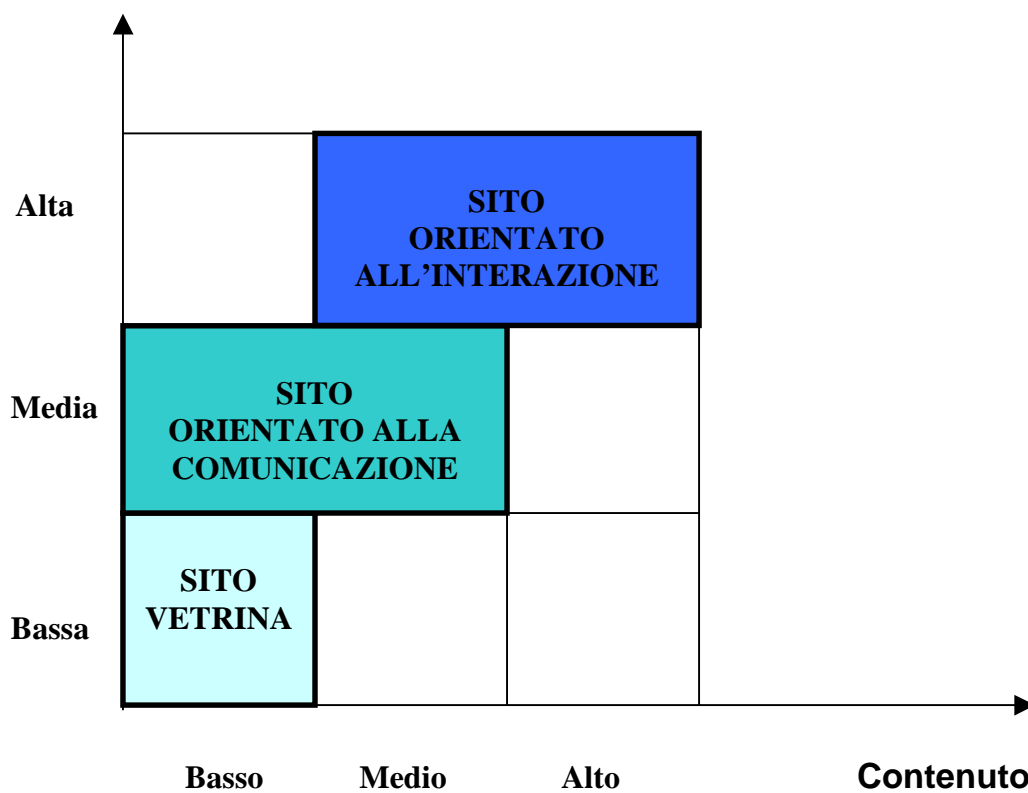 Alta
SITO
ORIENTATO
ALL’INTERAZIONE
Media
SITO
ORIENTATO ALLA
COMUNICAZIONE
SITO
VETRINA
Bassa
Basso Medio Alto Contenuto